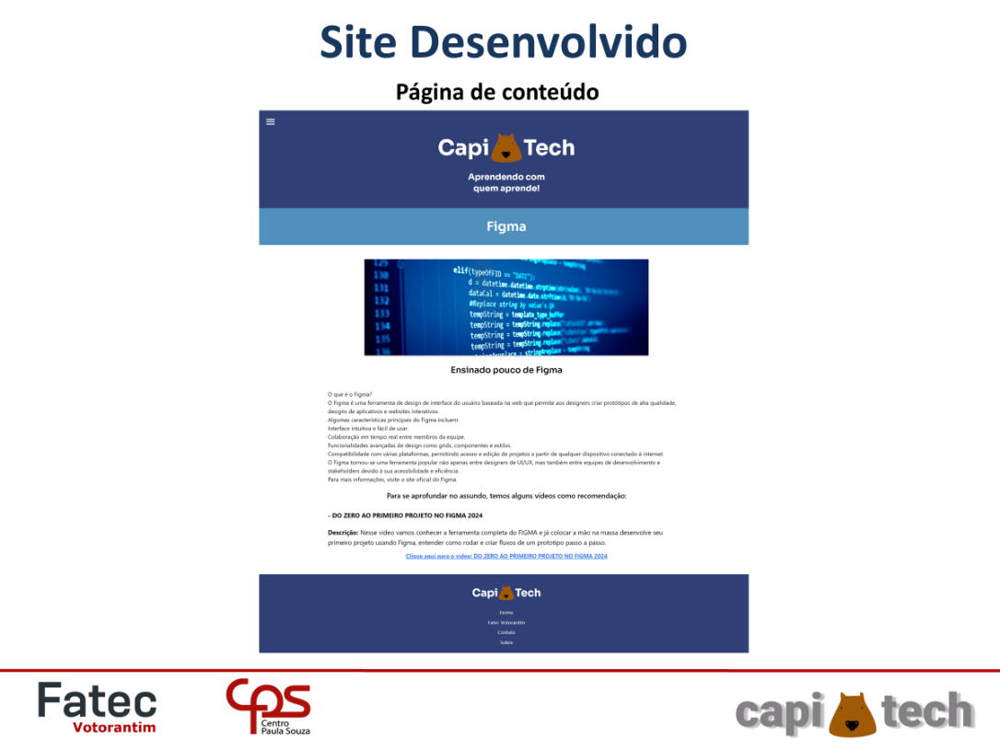 Site Desenvolvido
Página de conteúdo
Capi Tech
Aprendendo com
quem aprende!
Figma
129
130
131
132
133
134
135
136
elif(typeOfFID == "DATE"):
d = datetime.datetime.strptime(
dataCal = datetime.date.strftime(
#Replace string by value's
tempString = template_type_buffer
tempString = tempString.replace(
tempString = tempString.replace(
tempString = tempString.replace(
Ensinado pouco de Figma
O que é o Figma?
O Figma é uma ferramenta de design de interface do usuário baseada na web que permite aos designers criar protótipos de alta qualidade,
designs de aplicativos e websites interativos.
Algumas características principais do Figma incluem:
Interface intuitiva e fácil de usar.
Colaboração em tempo real entre membros da equipe.
Funcionalidades avançadas de design como grids, componentes e estilos.
Compatibilidade com várias plataformas, permitindo acesso e edição de projetos a partir de qualquer dispositivo conectado à internet.
O Figma tornou-se uma ferramenta popular não apenas entre designers de UI/UX, mas também entre equipes de desenvolvimento e
stakeholders devido à sua acessibilidade e eficiência.
Para mais informações, visite o site oficial do Figma.
Para se aprofundar no assundo, temos alguns vídeos como recomendação:
- DO ZERO AO PRIMEIRO PROJETO NO FIGMA 2024
Descrição: Nesse video vamos conhecer a ferramenta completa do FIGMA e já colocar a mão na massa desenvolve seu
primeiro projeto usando Figma, entender como rodar e criar fluxos de um prototipo passo a passo.
Clique aqui para o video: DO ZERO AO PRIMEIRO PROJETO NO FIGMA 2024
Capi Tech
Home
Fatec Votorantim
Contato
Sobre
Fatec
Votorantim
CPS
Centro
Paula Souza
capi tech